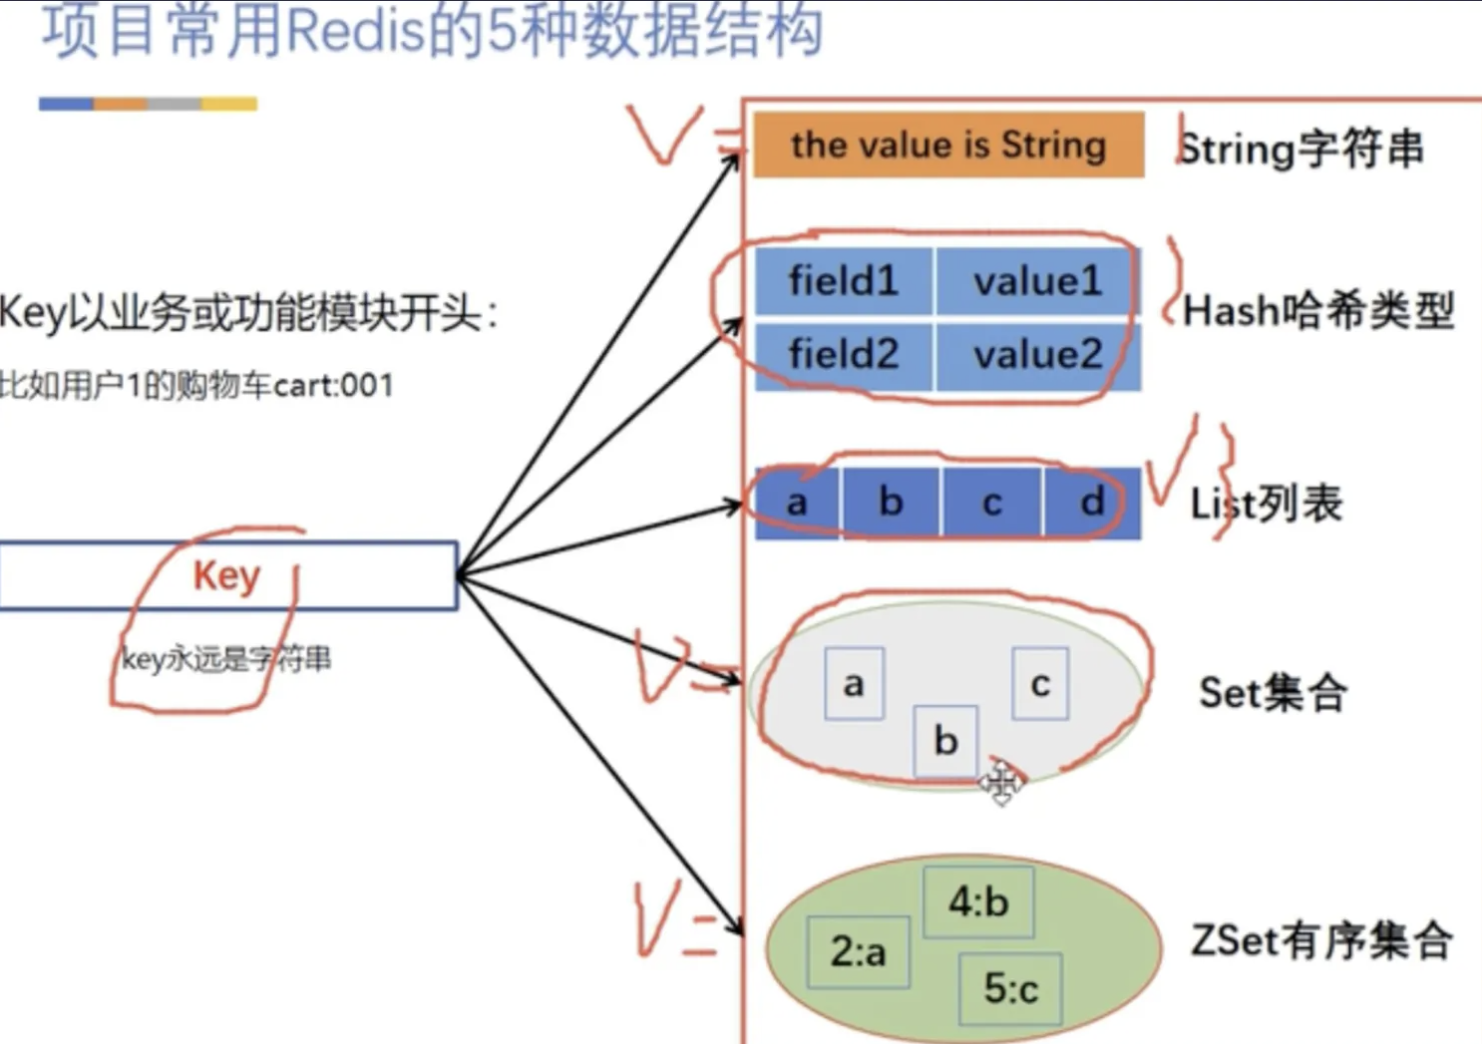 项目常用Redis的5种数据结构
V=
the value is String
String字符串
Key以业务或功能模块开头：
比如用户1的购物车cart:001
field1 value1
field2 value2
Hash哈希类型
a b c d
V
List列表
Key
key永远是字符串
V=
a
c
b
Set集合
V=
4:b
2:a
5:c
ZSet有序集合